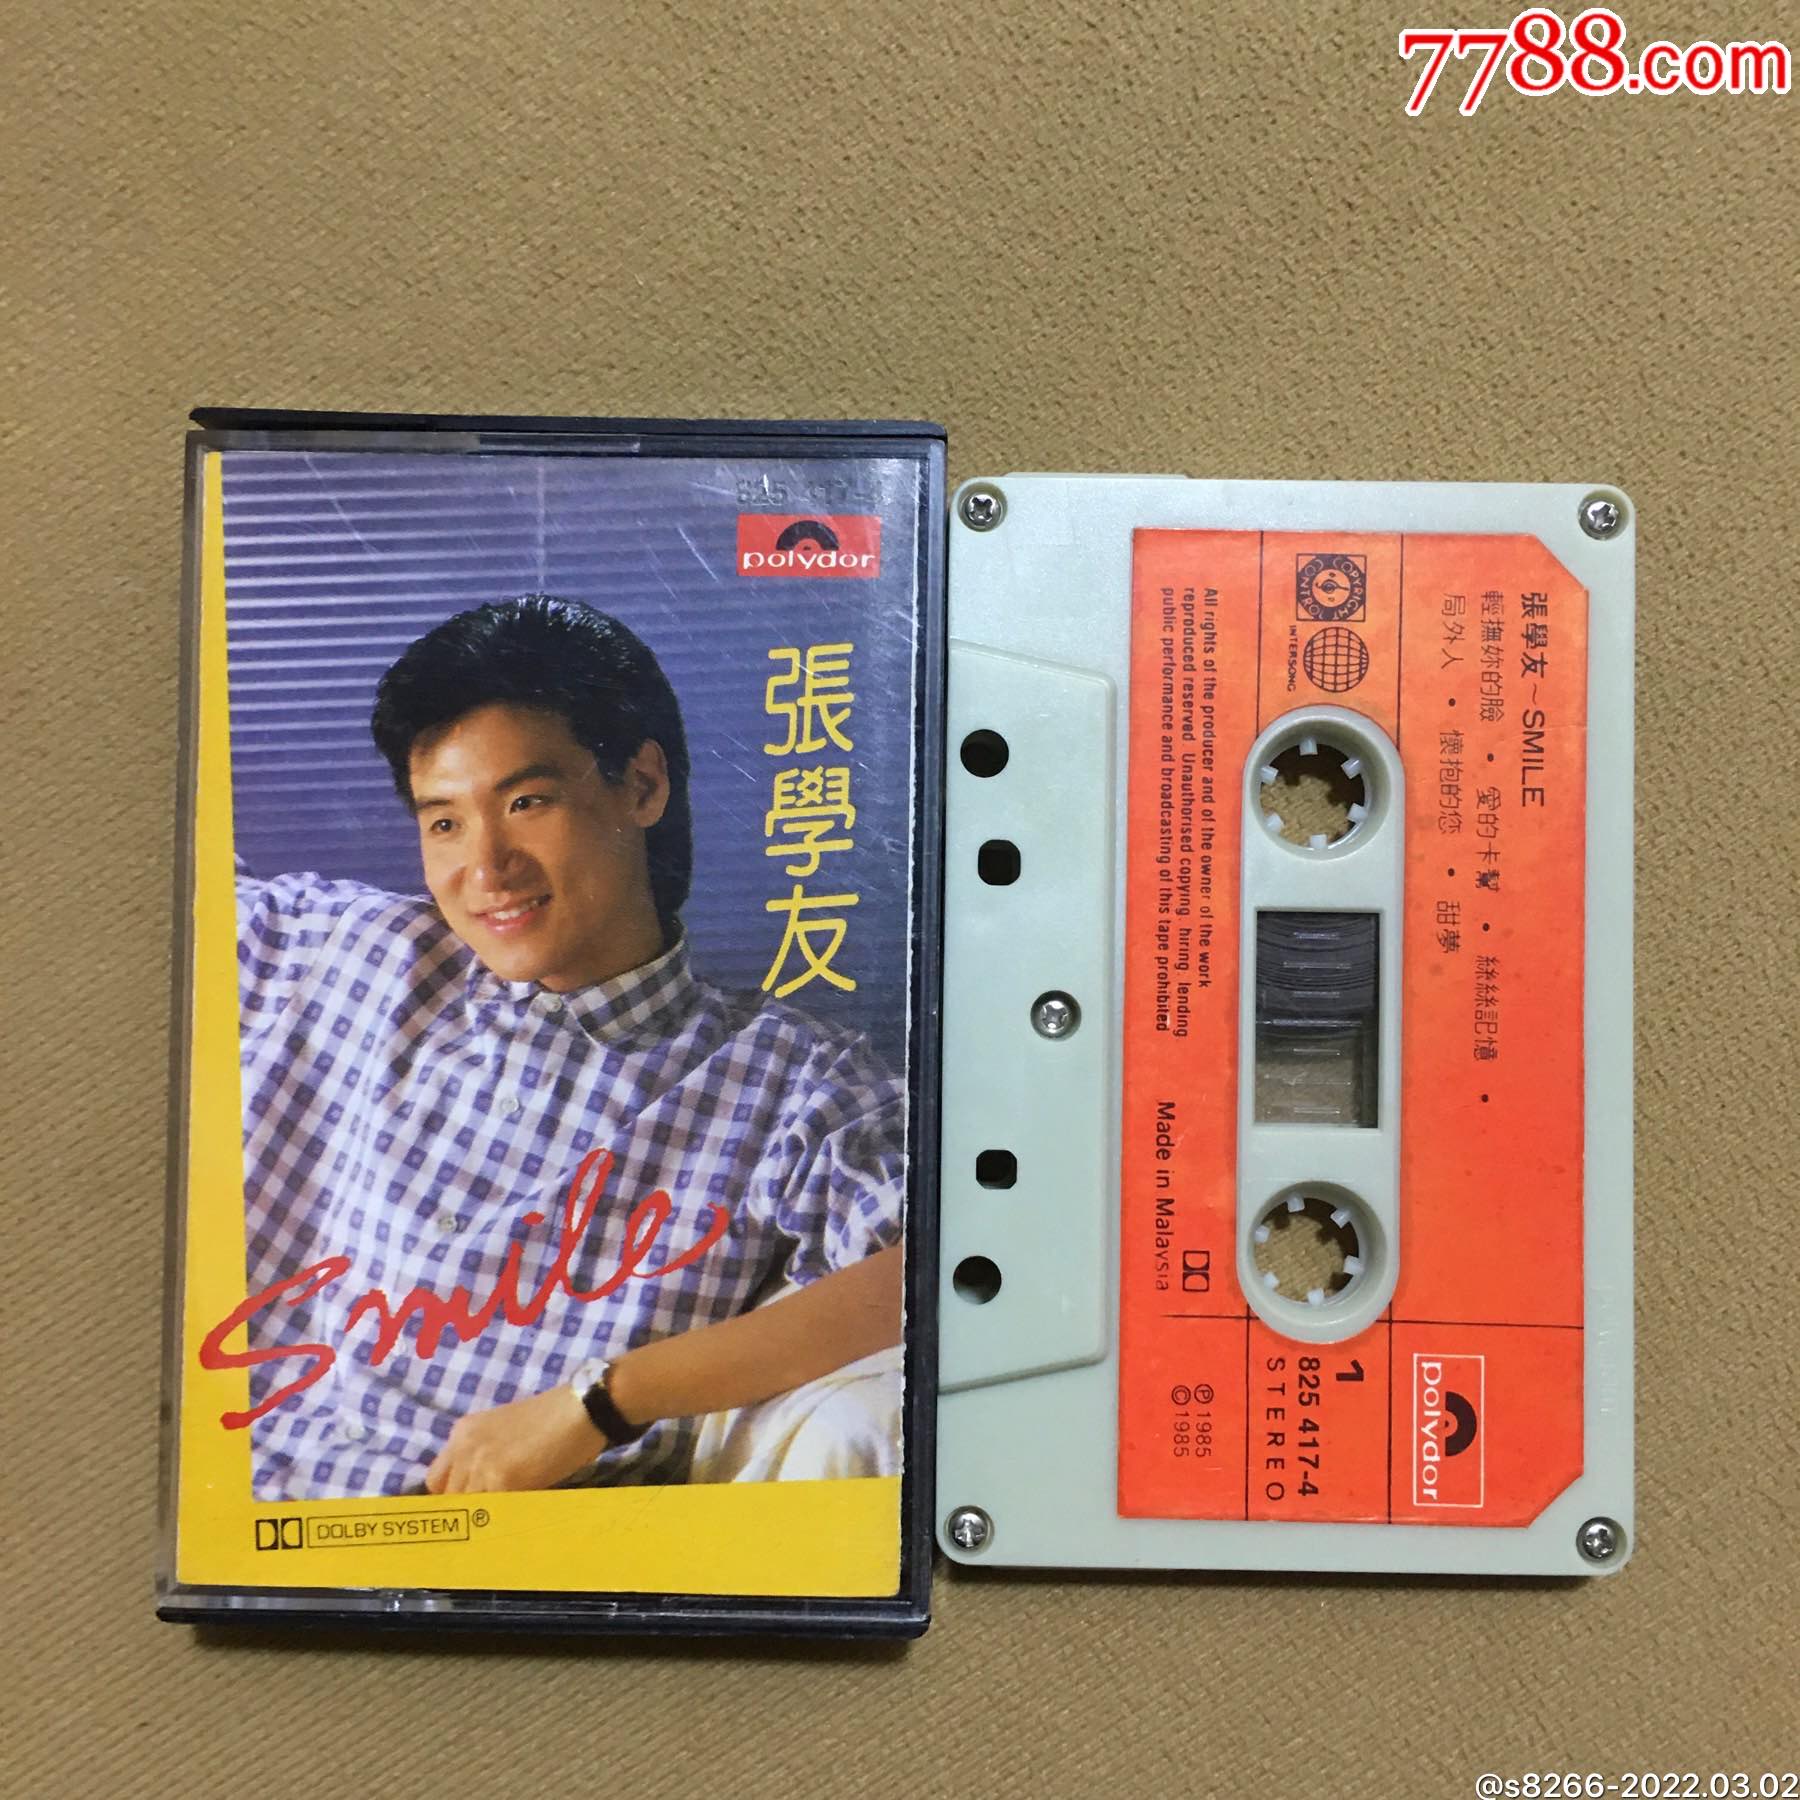 7788.com
825 417-4
polydor
張學友
Smile
DOLBY SYSTEM®
張學友~SMILE
輕撫妳的臉 • 愛的卡幫 • 絲絲記憶 •
局外人 • 懷抱的您 • 甜夢
COPYRIGHT CONTROL
INTERSONG
All rights of the producer and of the owner of the work
reproduced reserved. Unauthorised copying, hiring, lending
public performance and broadcasting of this tape prohibited
Made in Malaysia
polydor
1
825 417-4
STEREO
Ⓟ 1985
© 1985
@s8266-2022.03.02